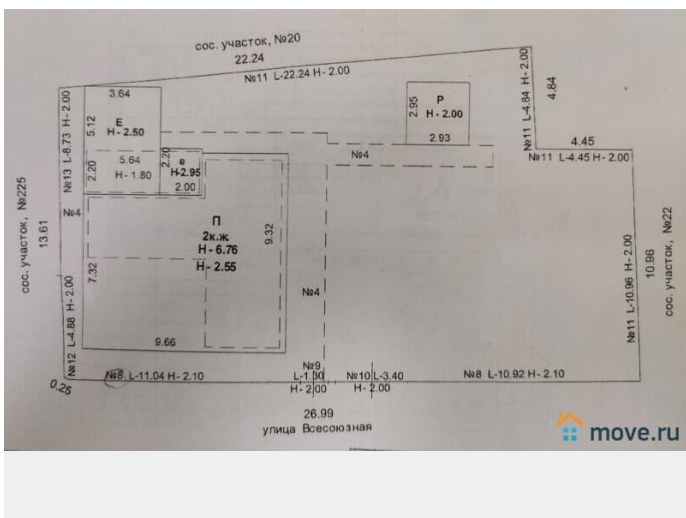 сос. участок, №20
22.24
№11 L-22.24 H- 2.00
3.64
E
H- 2.50
5.12
2.20
5.64
H- 1.80
2.20
e
H-2.95
2.00
2.95
P
H- 2.00
2.93
№11 L-4.84 H- 2.00
4.84
4.45
№11 L-4.45 H- 2.00
№4
№13 L-8.73 H- 2.00
№4
сос. участок, №225
13.61
№12 L-4.88 H- 2.00
П
2к.ж
H - 6.76
H - 2.55
9.32
7.32
9.66
№4
№11 L-10.96 H- 2.00
10.96
сос. участок, №22
0.25
№8. L-11.04 H- 2.10
№9
L-1.30
H- 2.00
№10 L-3.40
H- 2.00
№8 L-10.92 H- 2.10
26.99
улица Всесоюзная
move.ru